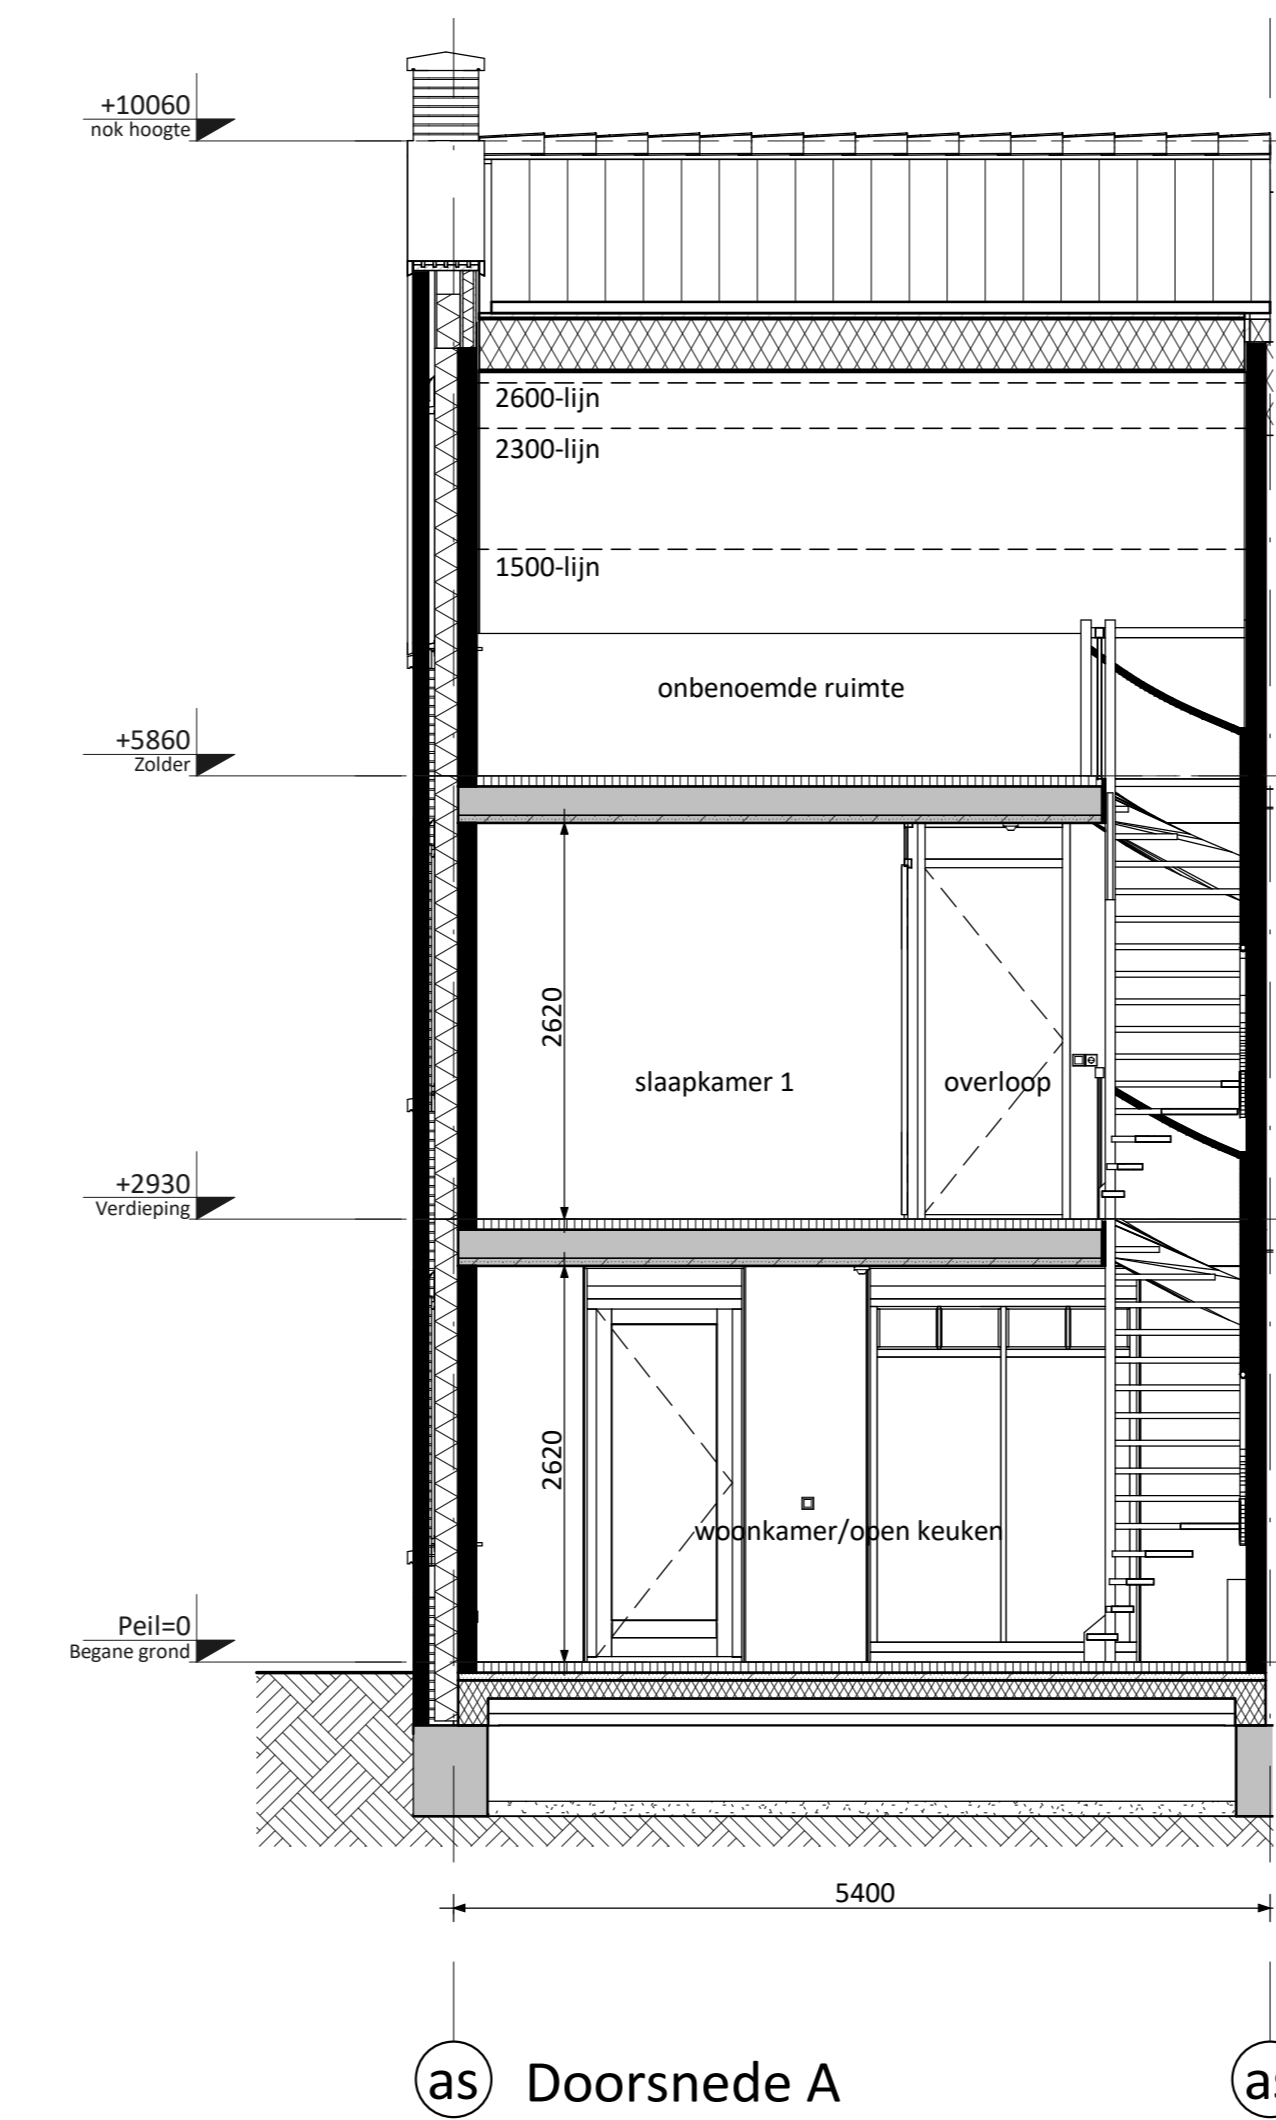 +10060
nok hoogte
2600-lijn
2300-lijn
1500-lijn
onbenoemde ruimte
+5860
Zolder
2620
slaapkamer 1
overloop
+2930
Verdieping
2620
woonkamer/open keuken
Peil=0
Begane grond
5400
as
Doorsnede A
as